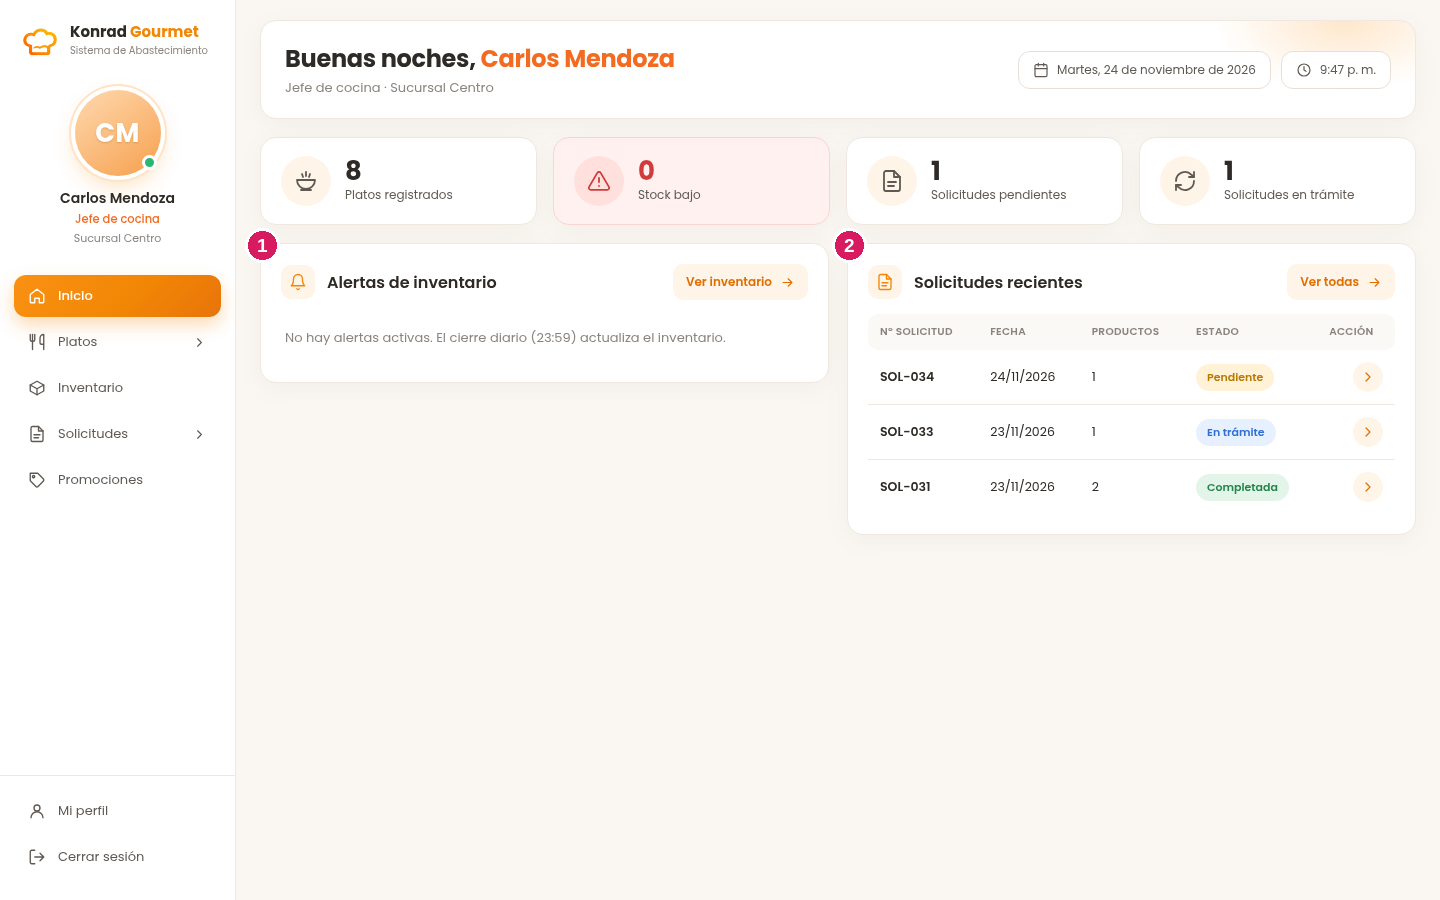 Konrad Gourmet
Sistema de Abastecimiento
CM
Carlos Mendoza
Jefe de cocina
Sucursal Centro
Inicio
Platos
Inventario
Solicitudes
Promociones
Mi perfil
Cerrar sesión
Buenas noches, Carlos Mendoza
Jefe de cocina · Sucursal Centro
Martes, 24 de noviembre de 2026
9:47 p. m.
8
Platos registrados
0
Stock bajo
1
Solicitudes pendientes
1
Solicitudes en trámite
1
Alertas de inventario
Ver inventario
No hay alertas activas. El cierre diario (23:59) actualiza el inventario.
2
Solicitudes recientes
Ver todas
Nº SOLICITUD FECHA PRODUCTOS ESTADO ACCIÓN
SOL-034 24/11/2026 1 Pendiente
SOL-033 23/11/2026 1 En trámite
SOL-031 23/11/2026 2 Completada